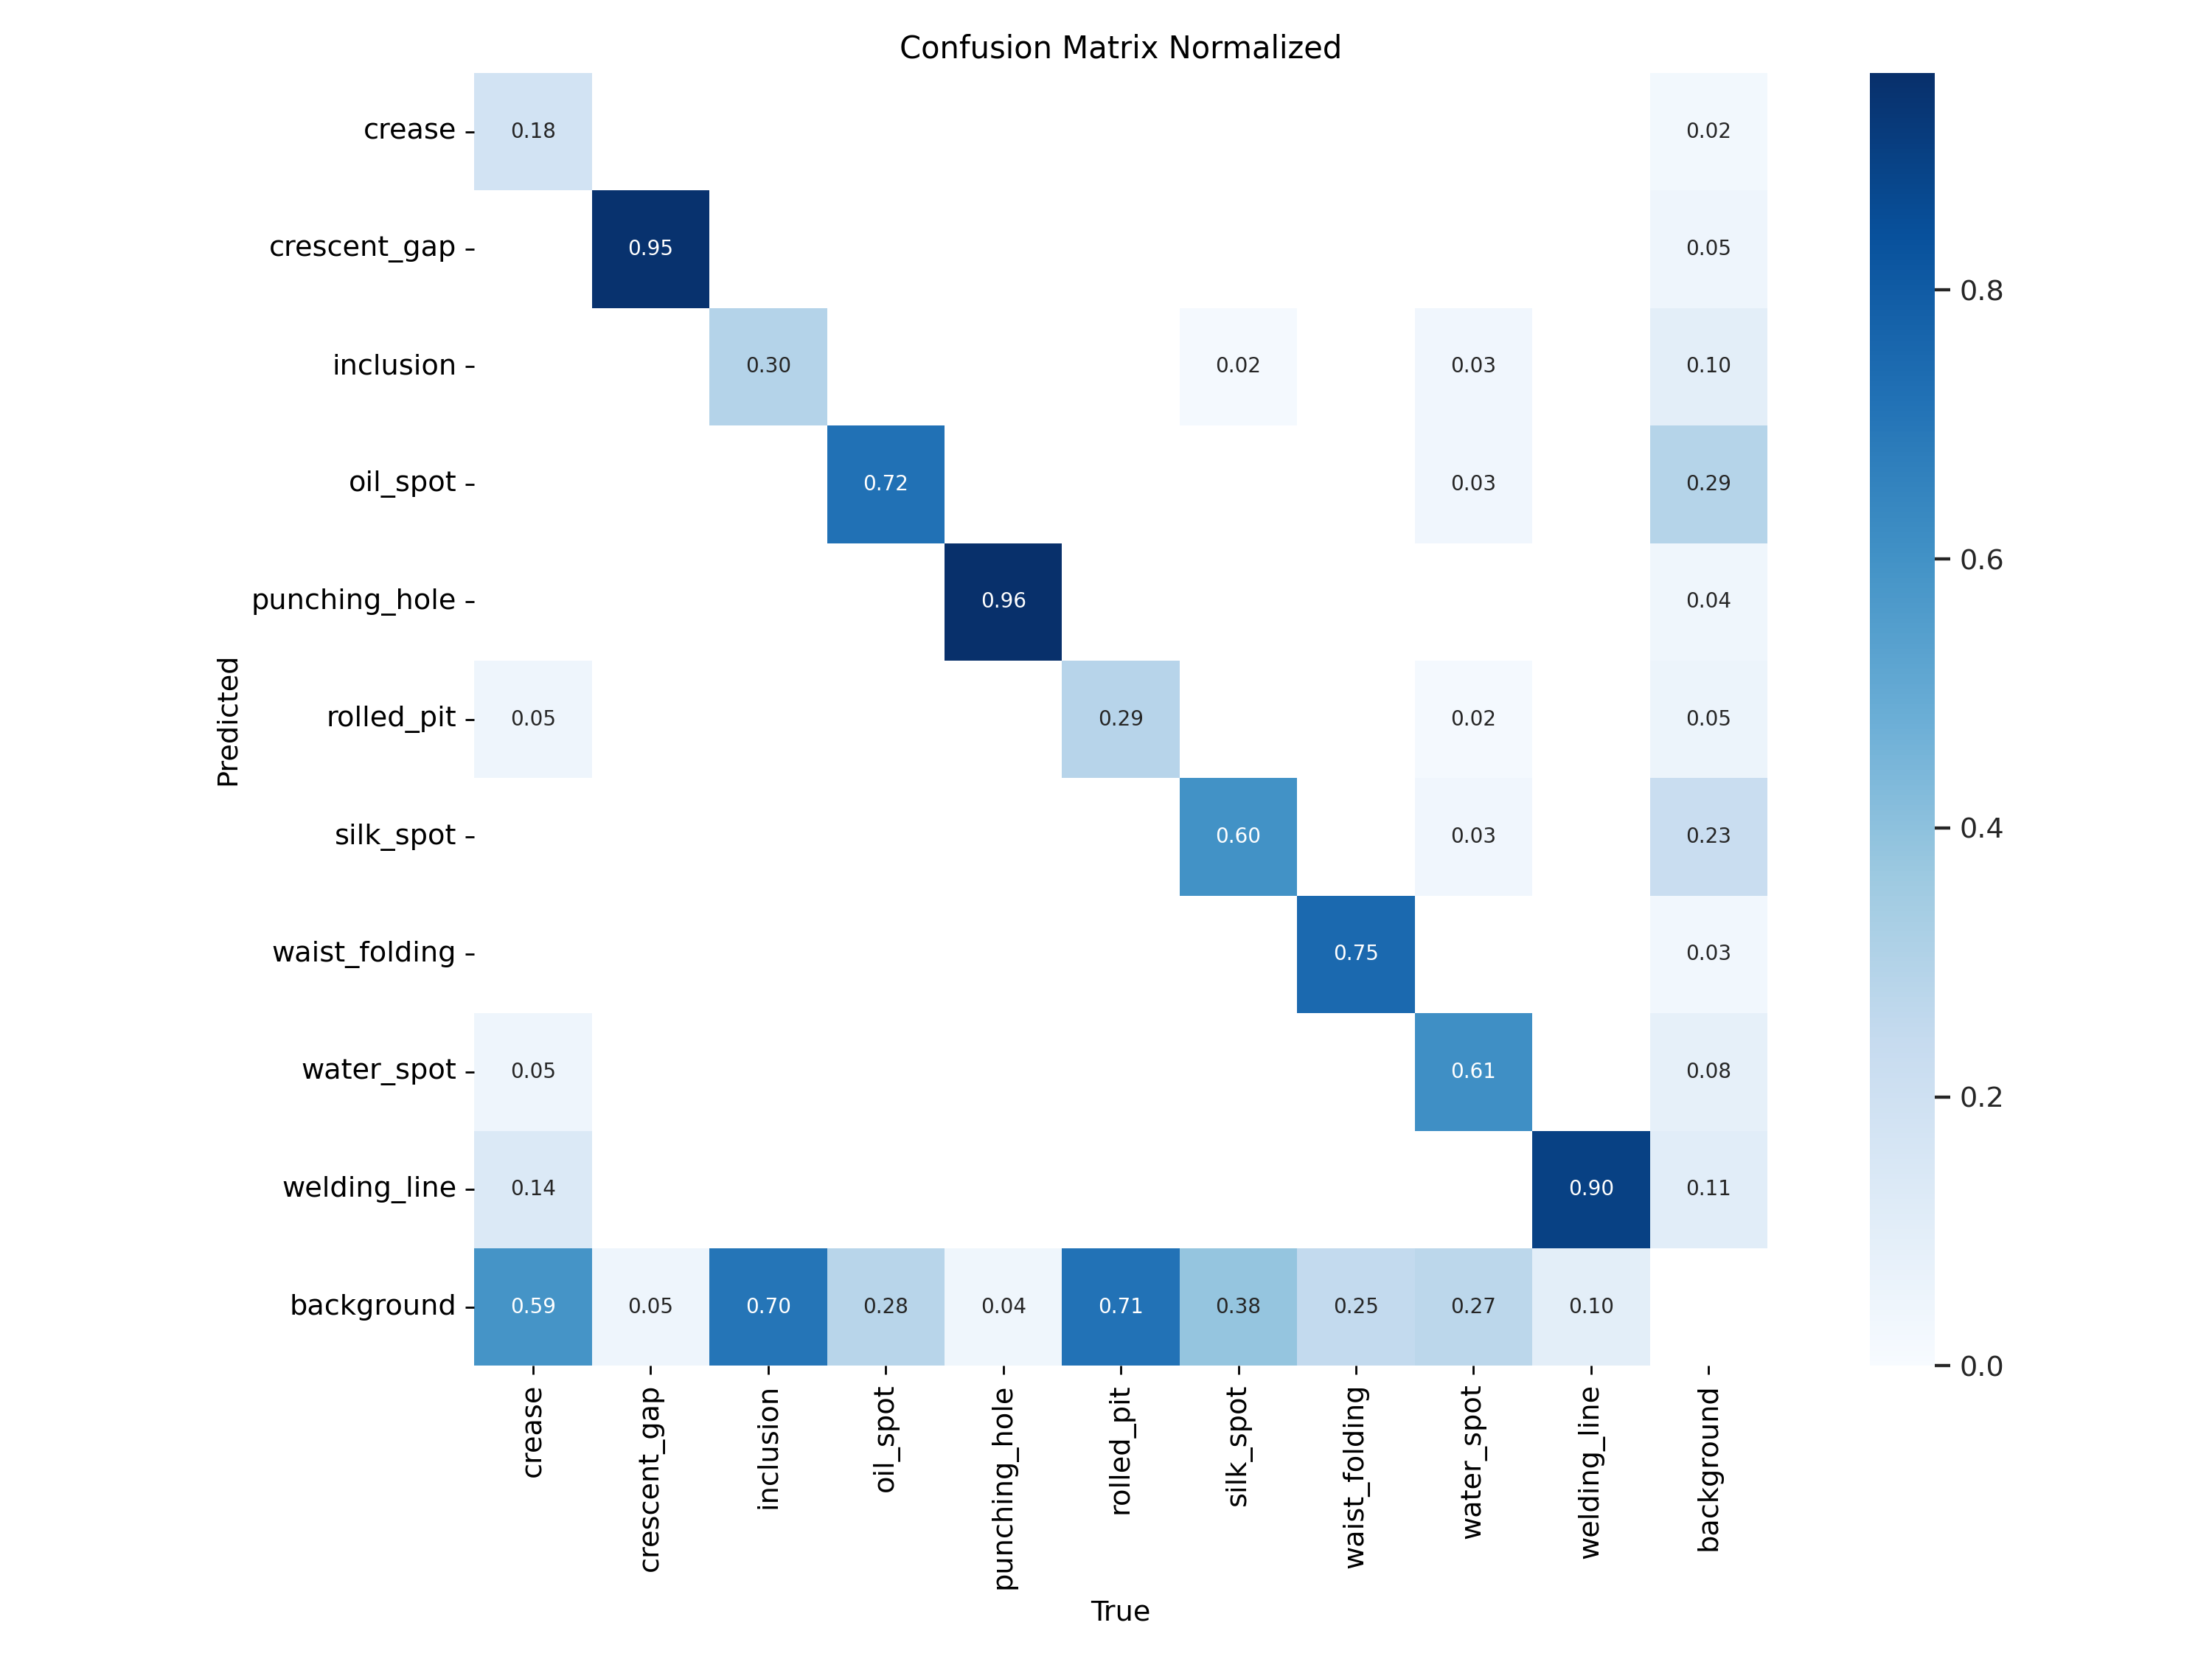 Confusion Matrix Normalized
crease 0.18 0.02
crescent_gap 0.95 0.05
inclusion 0.30 0.02 0.03 0.10
oil_spot 0.72 0.03 0.29
punching_hole 0.96 0.04
rolled_pit 0.05 0.29 0.02 0.05
silk_spot 0.60 0.03 0.23
waist_folding 0.75 0.03
water_spot 0.05 0.61 0.08
welding_line 0.14 0.90 0.11
background 0.59 0.05 0.70 0.28 0.04 0.71 0.38 0.25 0.27 0.10
Predicted
crease
crescent_gap
inclusion
oil_spot
punching_hole
rolled_pit
silk_spot
waist_folding
water_spot
welding_line
background
True
0.8
0.6
0.4
0.2
0.0